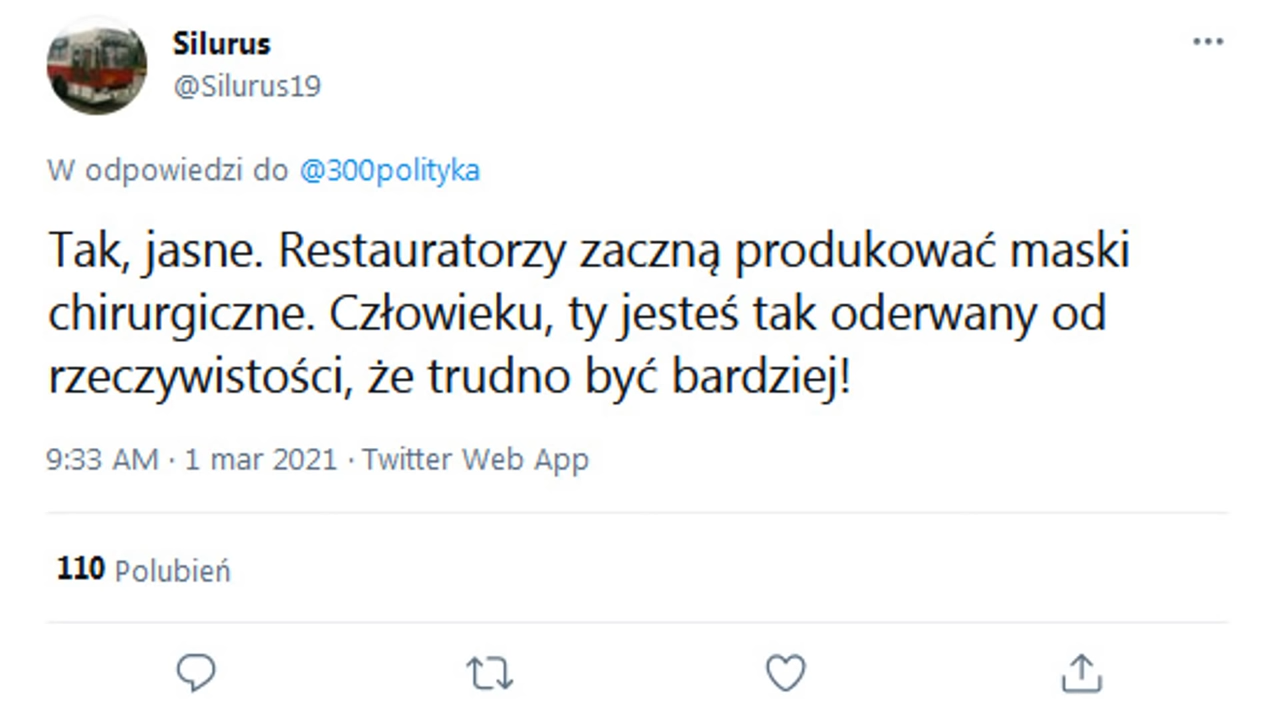 Silurus
@Silurus19
W odpowiedzi do @300polityka
Tak, jasne. Restauratorzy zaczną produkować maski
chirurgiczne. Człowieku, ty jesteś tak oderwany od
rzeczywistości, że trudno być bardziej!
9:33 AM · 1 mar 2021 · Twitter Web App
110 Polubień